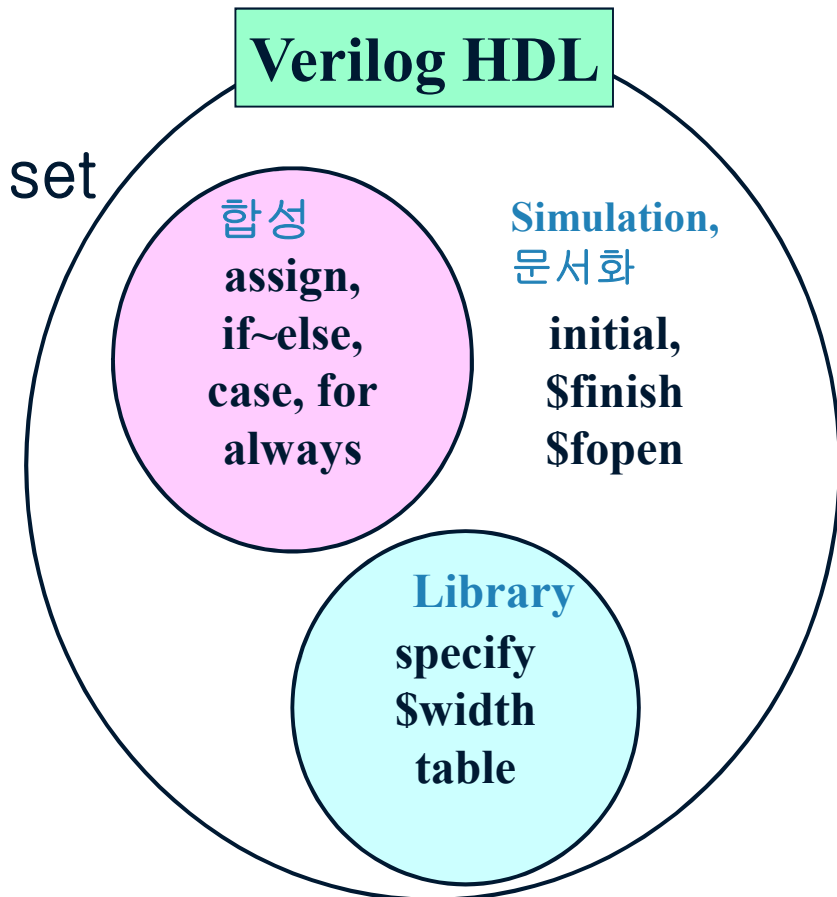 Verilog HDL
set
합성
assign,
if~else,
case, for
always
Simulation,
문서화
initial,
$finish
$fopen
Library
specify
$width
table